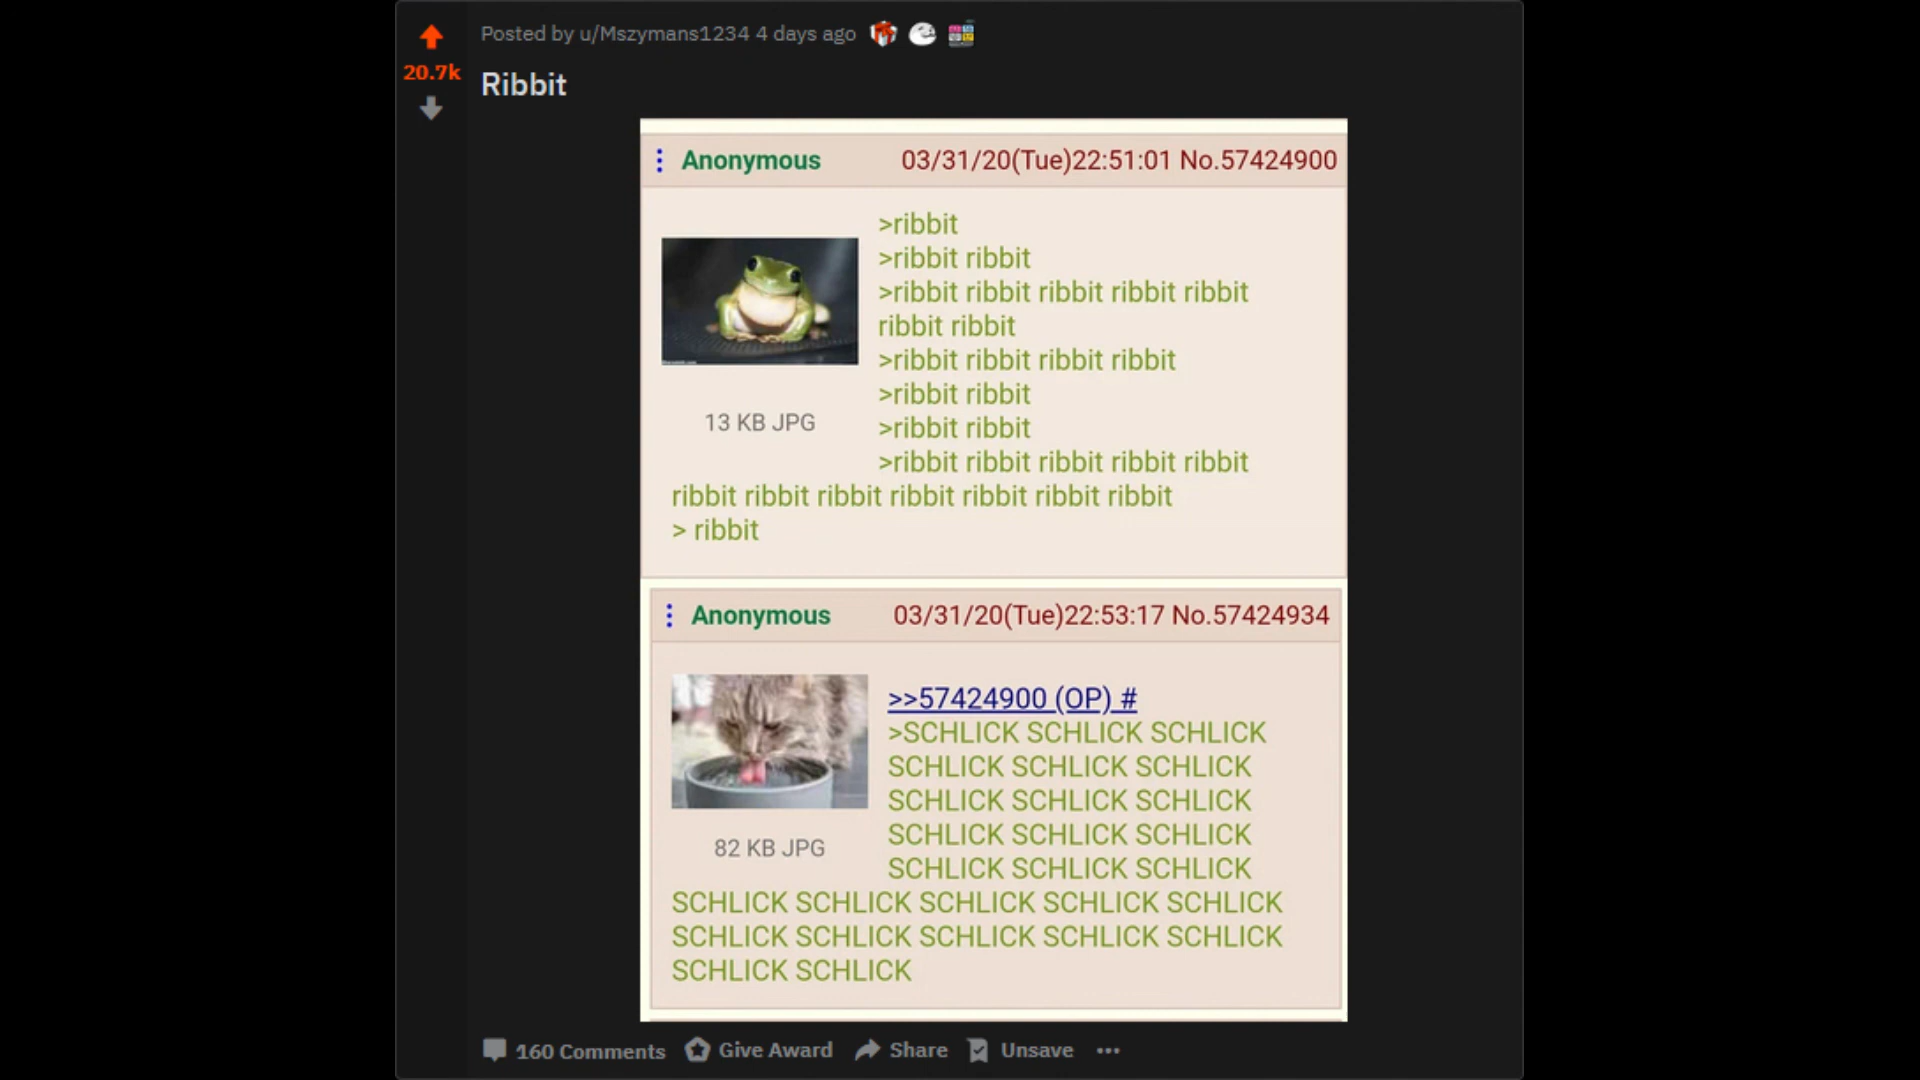 Posted by u/Mszymans1234 4 days ago
20.7k
Ribbit
Anonymous 03/31/20(Tue)22:51:01 No.57424900
>ribbit
>ribbit ribbit
>ribbit ribbit ribbit ribbit ribbit
ribbit ribbit
>ribbit ribbit ribbit ribbit
>ribbit ribbit
>ribbit ribbit
>ribbit ribbit ribbit ribbit ribbit
ribbit ribbit ribbit ribbit ribbit ribbit ribbit
> ribbit
13 KB JPG
Anonymous 03/31/20(Tue)22:53:17 No.57424934
>>57424900 (OP) #
>SCHLICK SCHLICK SCHLICK
SCHLICK SCHLICK SCHLICK
SCHLICK SCHLICK SCHLICK
SCHLICK SCHLICK SCHLICK
SCHLICK SCHLICK SCHLICK
SCHLICK SCHLICK SCHLICK SCHLICK SCHLICK
SCHLICK SCHLICK SCHLICK SCHLICK SCHLICK
SCHLICK SCHLICK
82 KB JPG
160 Comments Give Award Share Unsave •••